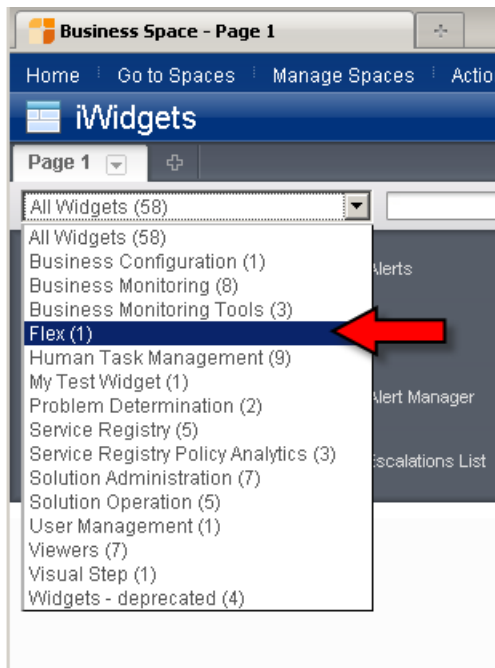 Business Space - Page 1
Home Go to Spaces Manage Spaces Actio
iWidgets
Page 1
All Widgets (58)
All Widgets (58)
Business Configuration (1)
Business Monitoring (8)
Business Monitoring Tools (3)
Flex (1)
Human Task Management (9)
My Test Widget (1)
Problem Determination (2)
Service Registry (5)
Service Registry Policy Analytics (3)
Solution Administration (7)
Solution Operation (5)
User Management (1)
Viewers (7)
Visual Step (1)
Widgets - deprecated (4)
Alerts
Alert Manager
Escalations List